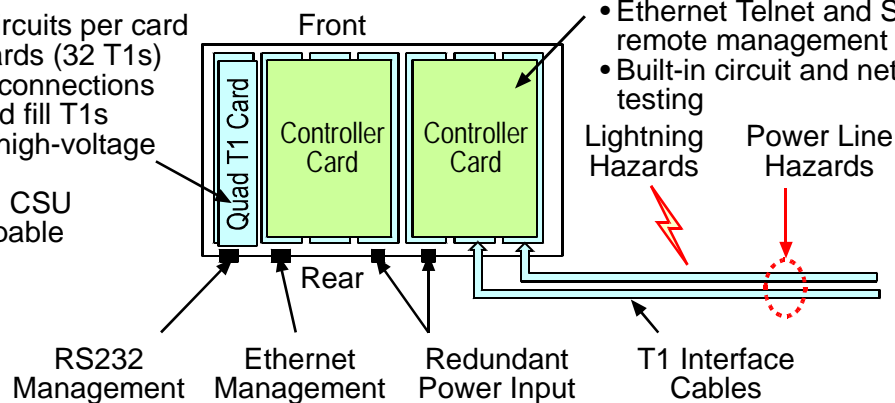 rcuits per card
ards (32 T1s)
connections
d fill T1s
high-voltage
CSU
pable
Front
• Ethernet Telnet and S
remote management
• Built-in circuit and net
testing
Quad T1 Card
Controller
Card
Controller
Card
Lightning
Hazards
Power Line
Hazards
Rear
RS232
Management
Ethernet
Management
Redundant
Power Input
T1 Interface
Cables